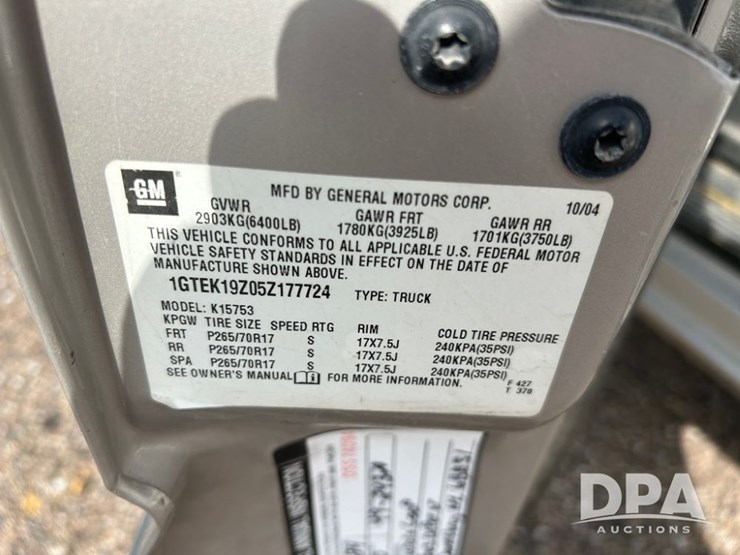 GM
MFD BY GENERAL MOTORS CORP. 10/04
GVWR GAWR FRT GAWR RR
2903KG(6400LB) 1780KG(3925LB) 1701KG(3750LB)
THIS VEHICLE CONFORMS TO ALL APPLICABLE U.S. FEDERAL MOTOR
VEHICLE SAFETY STANDARDS IN EFFECT ON THE DATE OF
MANUFACTURE SHOWN ABOVE.
1GTEK19Z05Z177724 TYPE: TRUCK
MODEL: K15753
KPGW TIRE SIZE SPEED RTG RIM COLD TIRE PRESSURE
FRT P265/70R17 S 17X7.5J 240KPA(35PSI)
RR P265/70R17 S 17X7.5J 240KPA(35PSI)
SPA P265/70R17 S 17X7.5J 240KPA(35PSI)
SEE OWNER'S MANUAL FOR MORE INFORMATION.
F 427
T 378
DPA
AUCTIONS